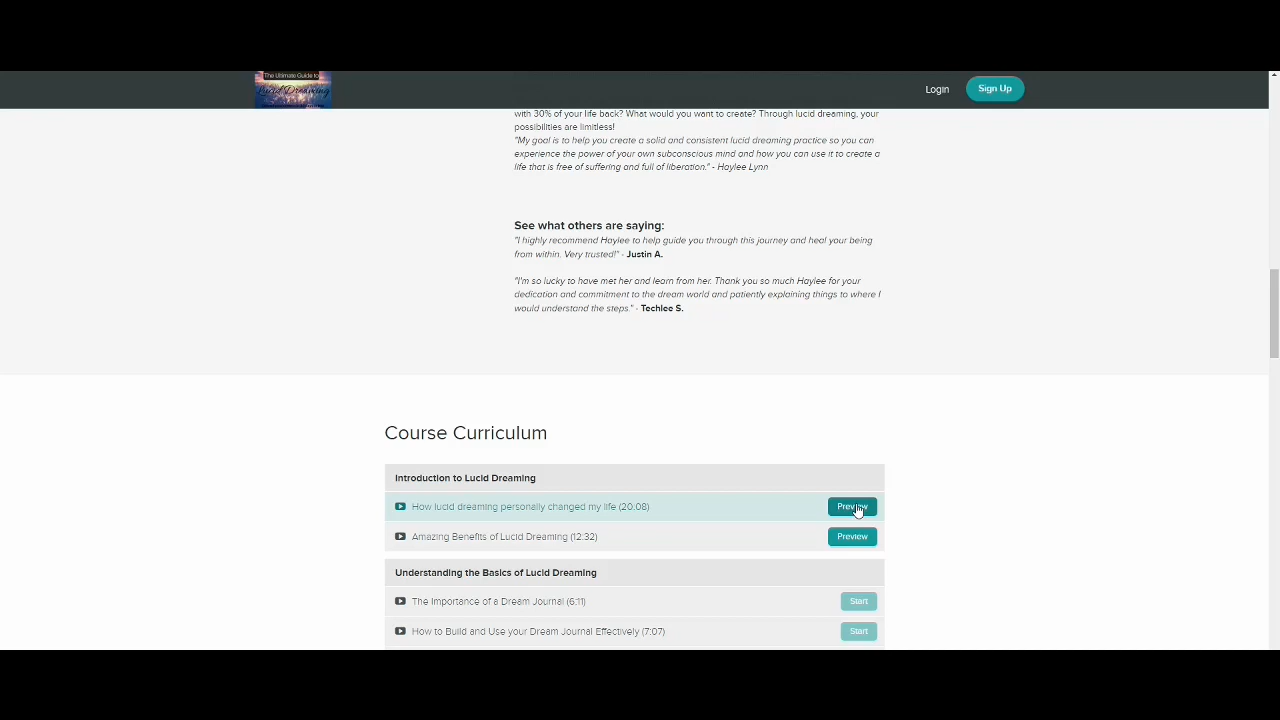 The Ultimate Guide to
Lucid Dreaming
Login
Sign Up
with 30% of your life back? What would you want to create? Through lucid dreaming, your
possibilities are limitless!
"My goal is to help you create a solid and consistent lucid dreaming practice so you can
experience the power of your own subconscious mind and how you can use it to create a
life that is free of suffering and full of liberation." - Haylee Lynn
See what others are saying:
"I highly recommend Haylee to help guide you through this journey and heal your being
from within. Very trusted!" - Justin A.
"I'm so lucky to have met her and learn from her. Thank you so much Haylee for your
dedication and commitment to the dream world and patiently explaining things to where I
would understand the steps." - Techlee S.
Course Curriculum
Introduction to Lucid Dreaming
How lucid dreaming personally changed my life (20:08)
Preview
Amazing Benefits of Lucid Dreaming (12:32)
Preview
Understanding the Basics of Lucid Dreaming
The Importance of a Dream Journal (6:11)
Start
How to Build and Use your Dream Journal Effectively (7:07)
Start